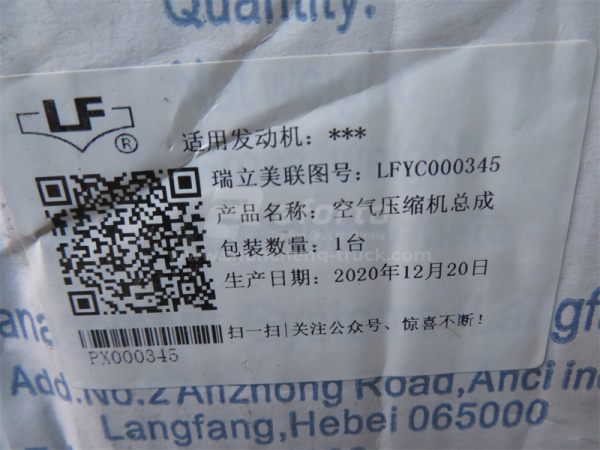 Quantity:
LF
®
适用发动机：***
瑞立美联图号：LFYC000345
产品名称：空气压缩机总成
包装数量：1台
生产日期：2020年12月20日
扫一扫|关注公众号、惊喜不断！
PX000345
Add.No.2 Anzhong Road,Anci in
Langfang,Hebei 065000